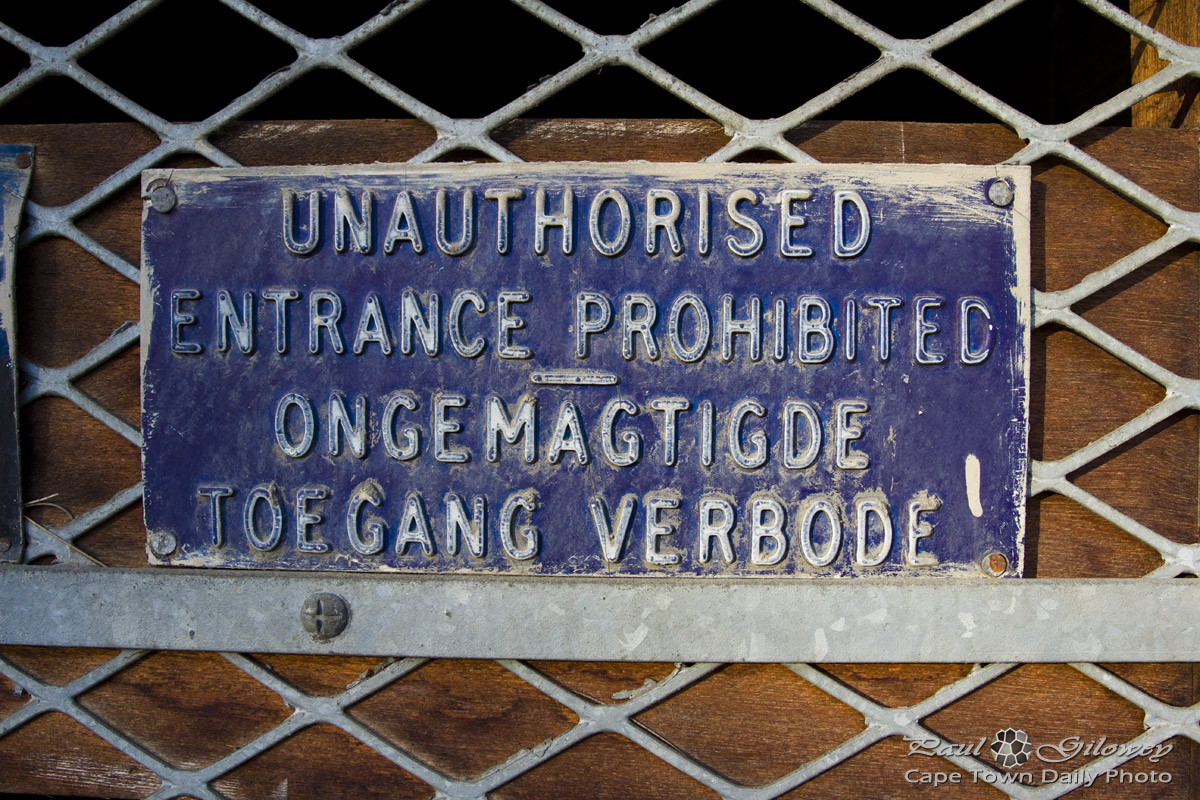 UNAUTHORISED
ENTRANCE PROHIBITED
—
ONGEMAGTIGDE
TOEGANG VERBODE
Paul Gilowey
Cape Town Daily Photo